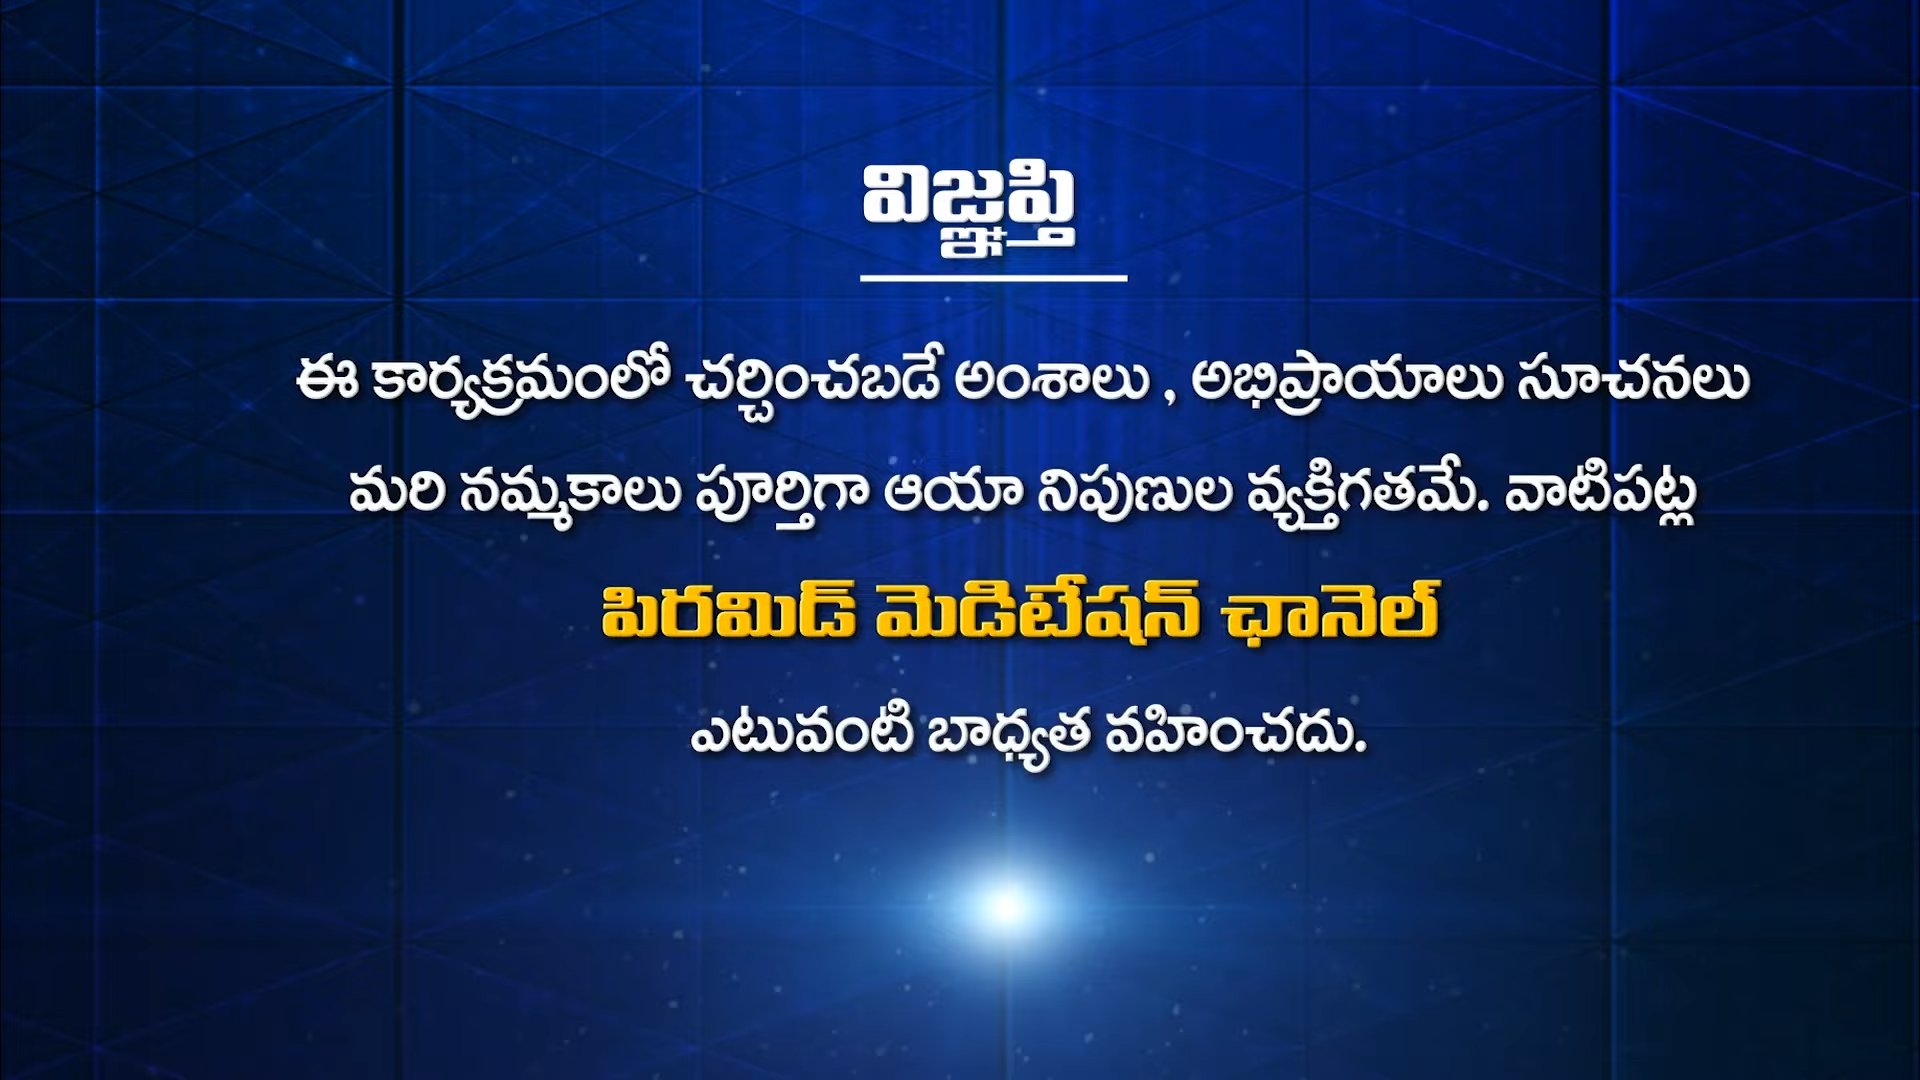 విజ్ఞప్తి
ఈ కార్యక్రమంలో చర్చించబడే అంశాలు , అభిప్రాయాలు సూచనలు
మరి నమ్మకాలు పూర్తిగా ఆయా నిపుణుల వ్యక్తిగతమే. వాటిపట్ల
పిరమిడ్ మెడిటేషన్ ఛానెల్
ఎటువంటి బాధ్యత వహించదు.